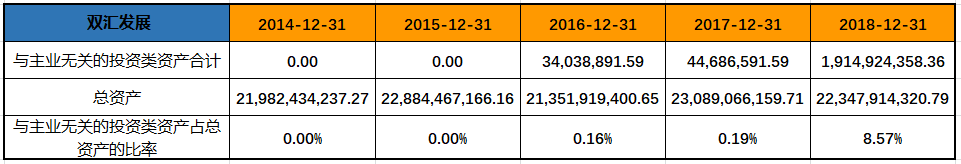 双汇发展 2014-12-31 2015-12-31 2016-12-31 2017-12-31 2018-12-31
与主业无关的投资类资产合计 0.00 0.00 34,038,891.59 44,686,591.59 1,914,924,358.36
总资产 21,982,434,237.27 22,884,467,166.16 21,351,919,400.65 23,089,066,159.71 22,347,914,320.79
与主业无关的投资类资产占总
资产的比率 0.00% 0.00% 0.16% 0.19% 8.57%